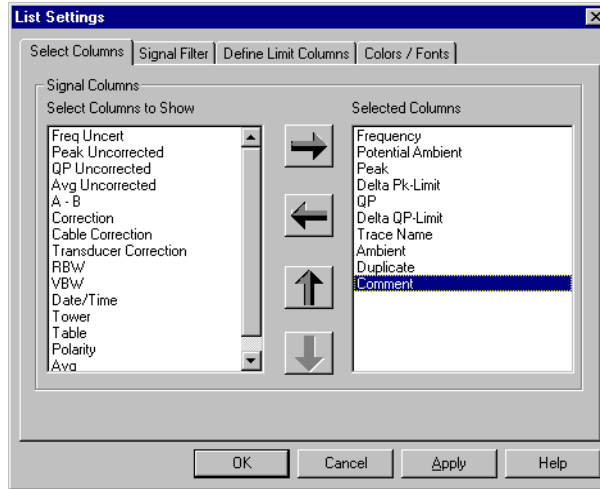 List Settings
Select Columns
Signal Filter
Define Limit Columns
Colors / Fonts
Signal Columns
Select Columns to Show
Freq Uncert
Peak Uncorrected
QP Uncorrected
Avg Uncorrected
A - B
Correction
Cable Correction
Transducer Correction
RBW
VBW
Date/Time
Tower
Table
Polarity
Avg
Selected Columns
Frequency
Potential Ambient
Peak
Delta Pk-Limit
QP
Delta QP-Limit
Trace Name
Ambient
Duplicate
Comment
OK
Cancel
Apply
Help